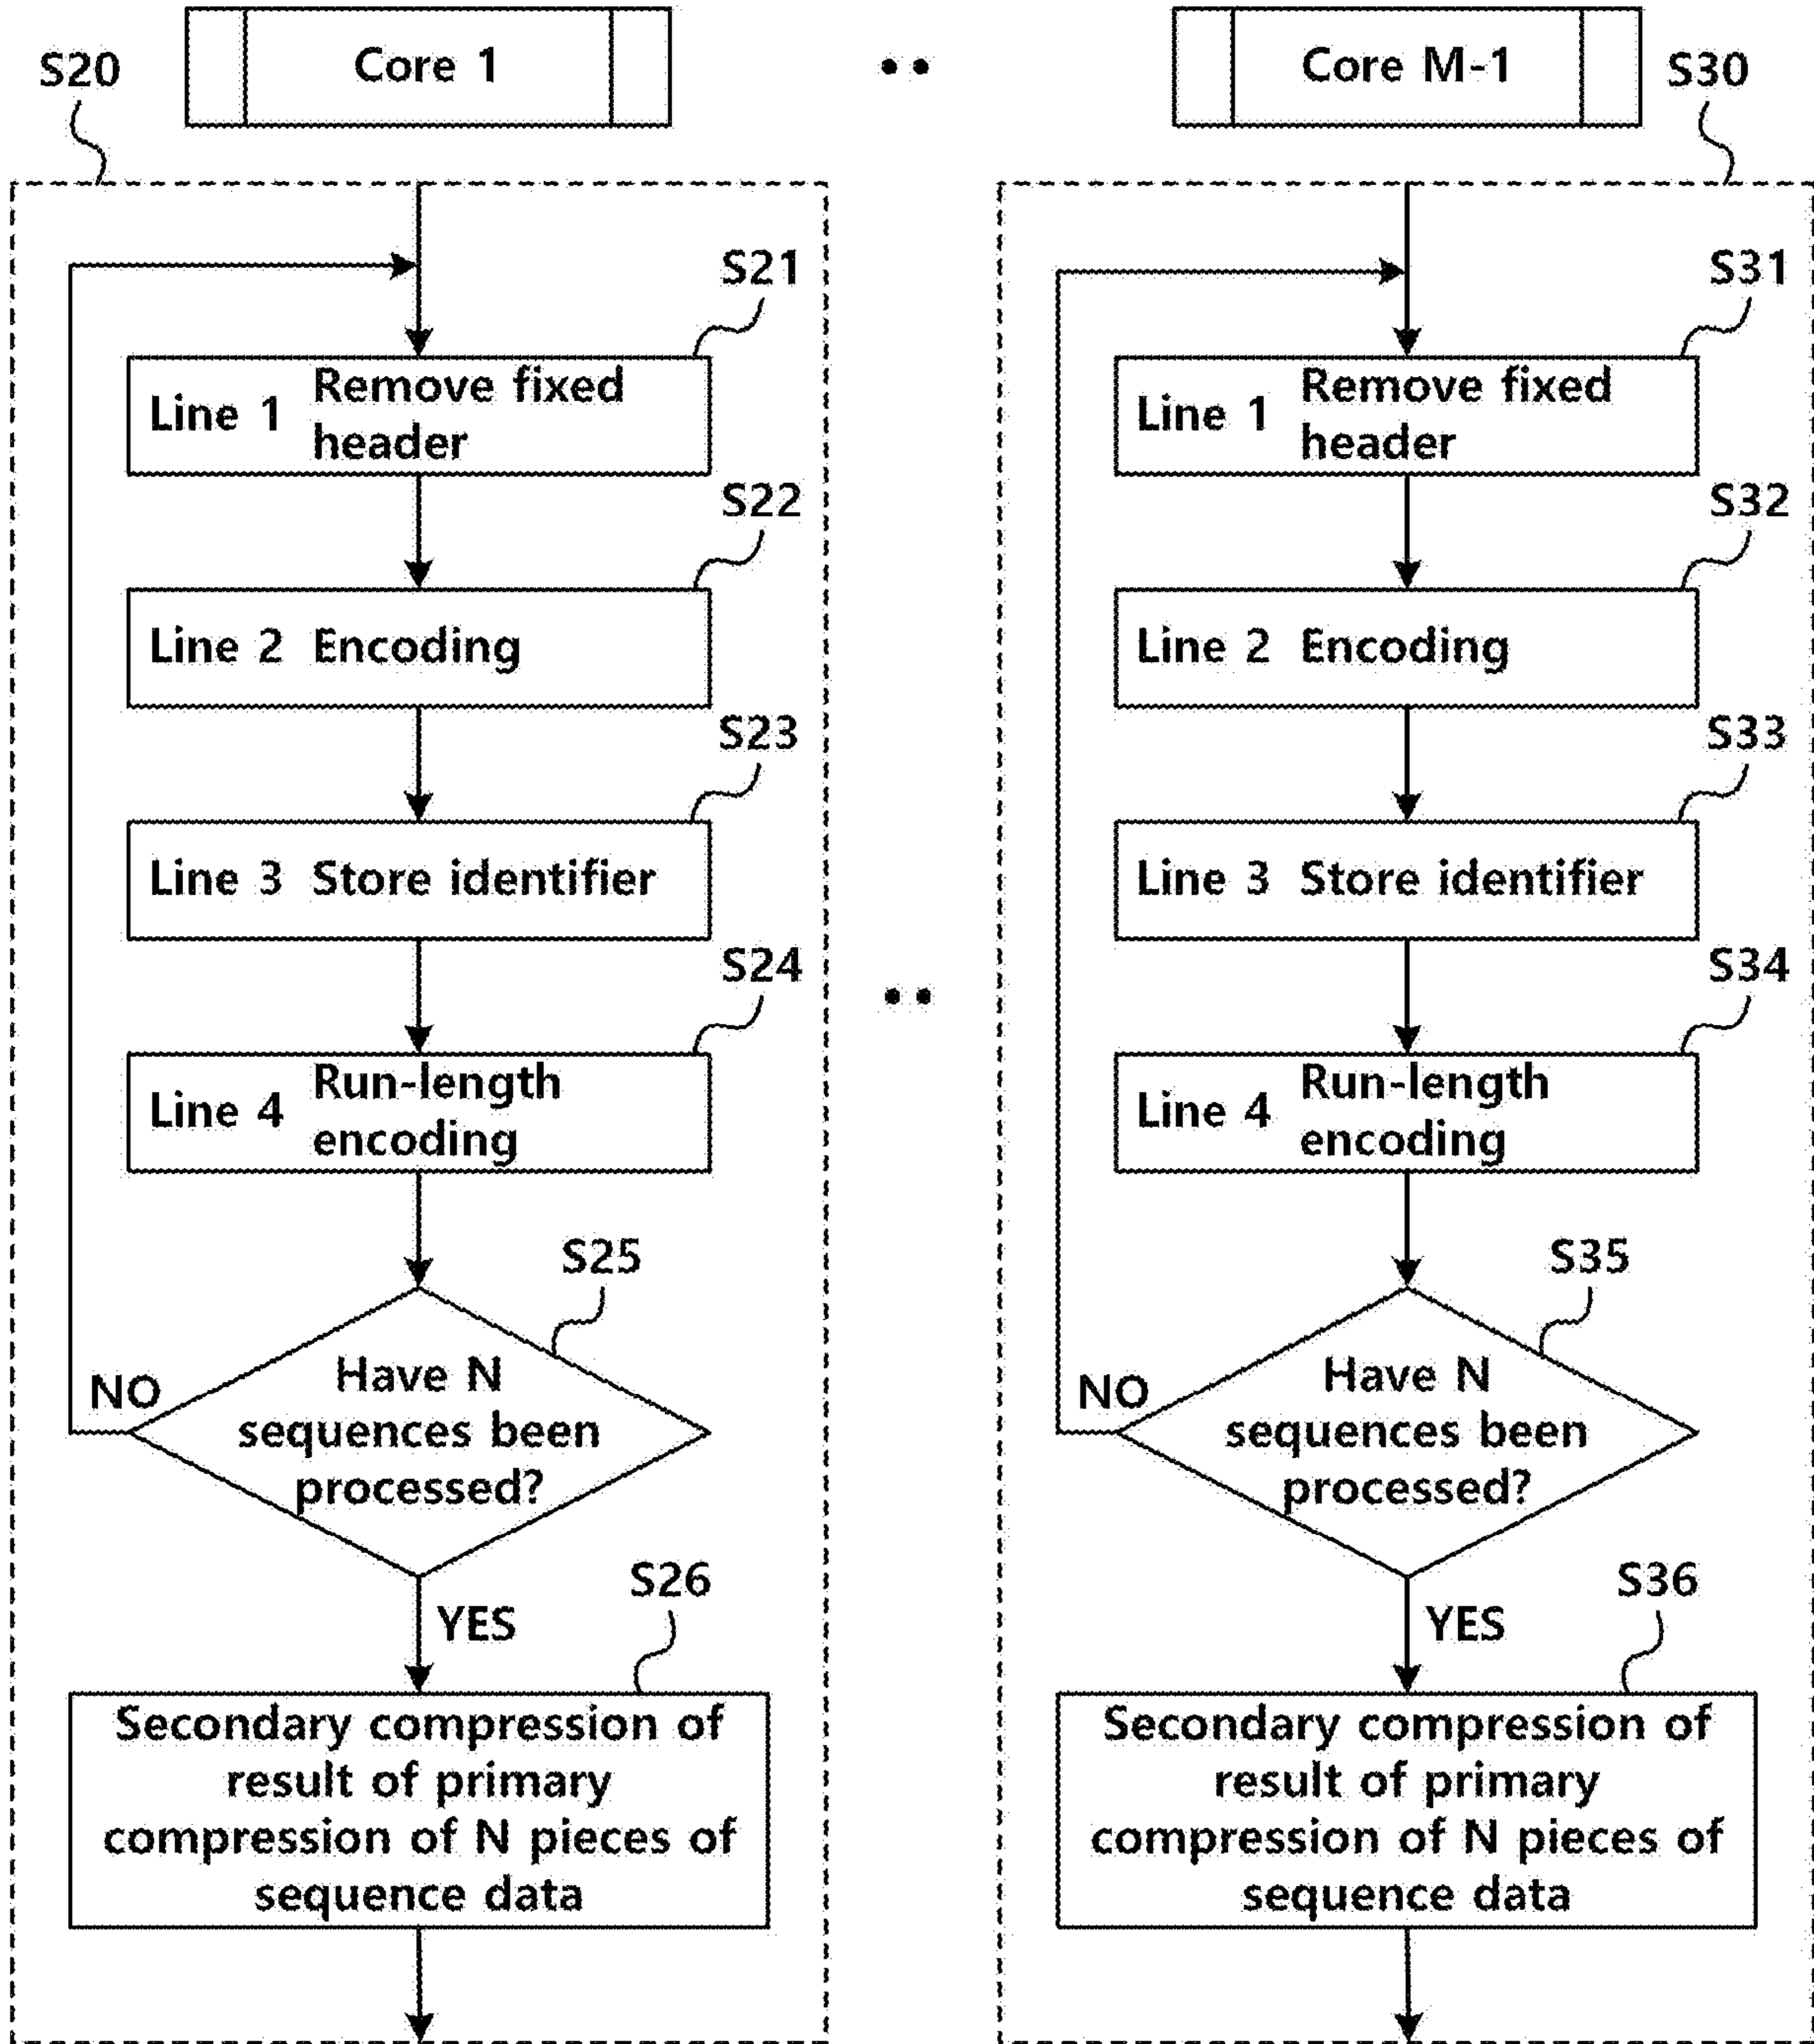 Core 1
••
Core M-1
S20
S30
S21
Line 1 Remove fixed
header
S22
Line 2 Encoding
S23
Line 3 Store identifier
S24
Line 4 Run-length
encoding
S25
Have N
sequences been
processed?
NO
YES
S26
Secondary compression of
result of primary
compression of N pieces of
sequence data
••
S31
Line 1 Remove fixed
header
S32
Line 2 Encoding
S33
Line 3 Store identifier
S34
Line 4 Run-length
encoding
S35
Have N
sequences been
processed?
NO
YES
S36
Secondary compression of
result of primary
compression of N pieces of
sequence data